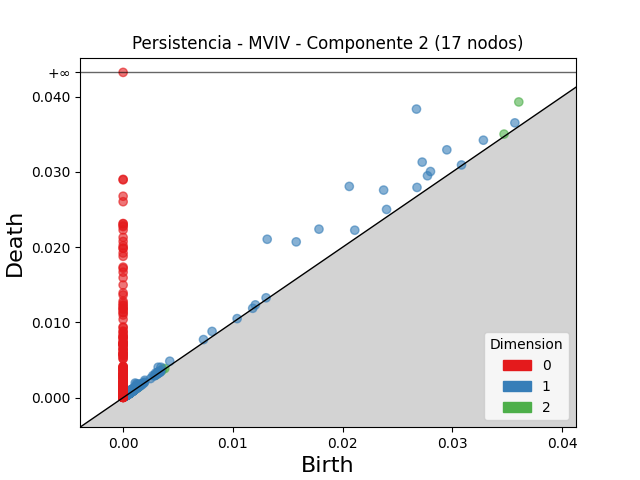 Persistencia - MVIV - Componente 2 (17 nodos)
+∞
0.040
0.030
0.020
0.010
0.000
Death
Dimension
0
1
2
0.00 0.01 0.02 0.03 0.04
Birth